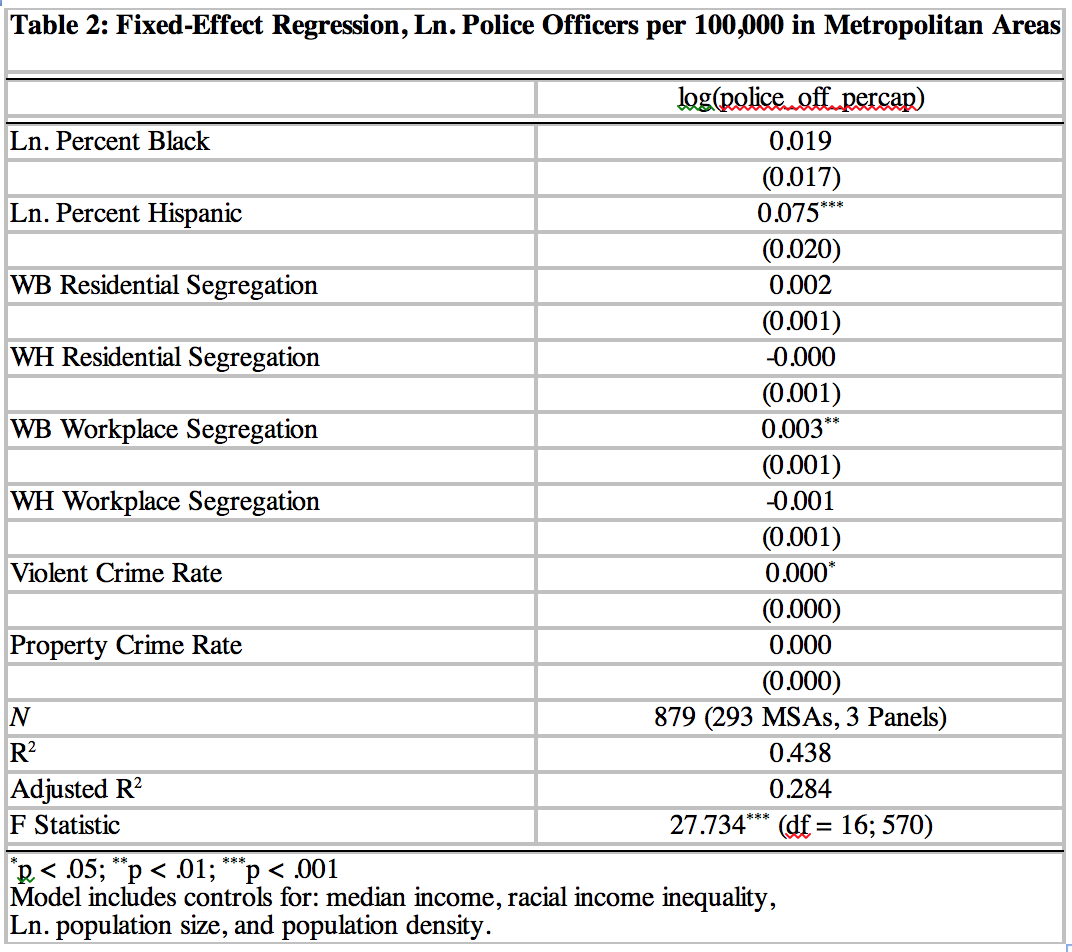 Table 2: Fixed-Effect Regression, Ln. Police Officers per 100,000 in Metropolitan Areas
log(police_off_percap)
Ln. Percent Black 0.019
(0.017)
Ln. Percent Hispanic 0.075***
(0.020)
WB Residential Segregation 0.002
(0.001)
WH Residential Segregation -0.000
(0.001)
WB Workplace Segregation 0.003**
(0.001)
WH Workplace Segregation -0.001
(0.001)
Violent Crime Rate 0.000*
(0.000)
Property Crime Rate 0.000
(0.000)
N 879 (293 MSAs, 3 Panels)
R² 0.438
Adjusted R² 0.284
F Statistic 27.734*** (df = 16; 570)
*p < .05; **p < .01; ***p < .001
Model includes controls for: median income, racial income inequality,
Ln. population size, and population density.